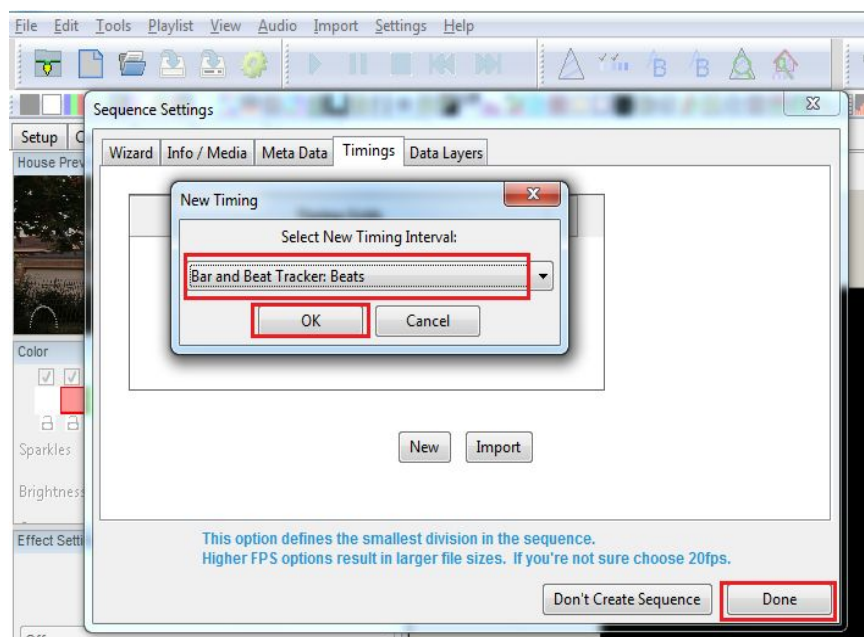 File Edit Tools Playlist View Audio Import Settings Help
Sequence Settings
Setup
House Prev
Wizard Info / Media Meta Data Timings Data Layers
New Timing
Select New Timing Interval:
Bar and Beat Tracker: Beats
OK Cancel
Color
New Import
Sparkles
Brightness
Effect Setti
This option defines the smallest division in the sequence.
Higher FPS options result in larger file sizes. If you're not sure choose 20fps.
Don't Create Sequence Done